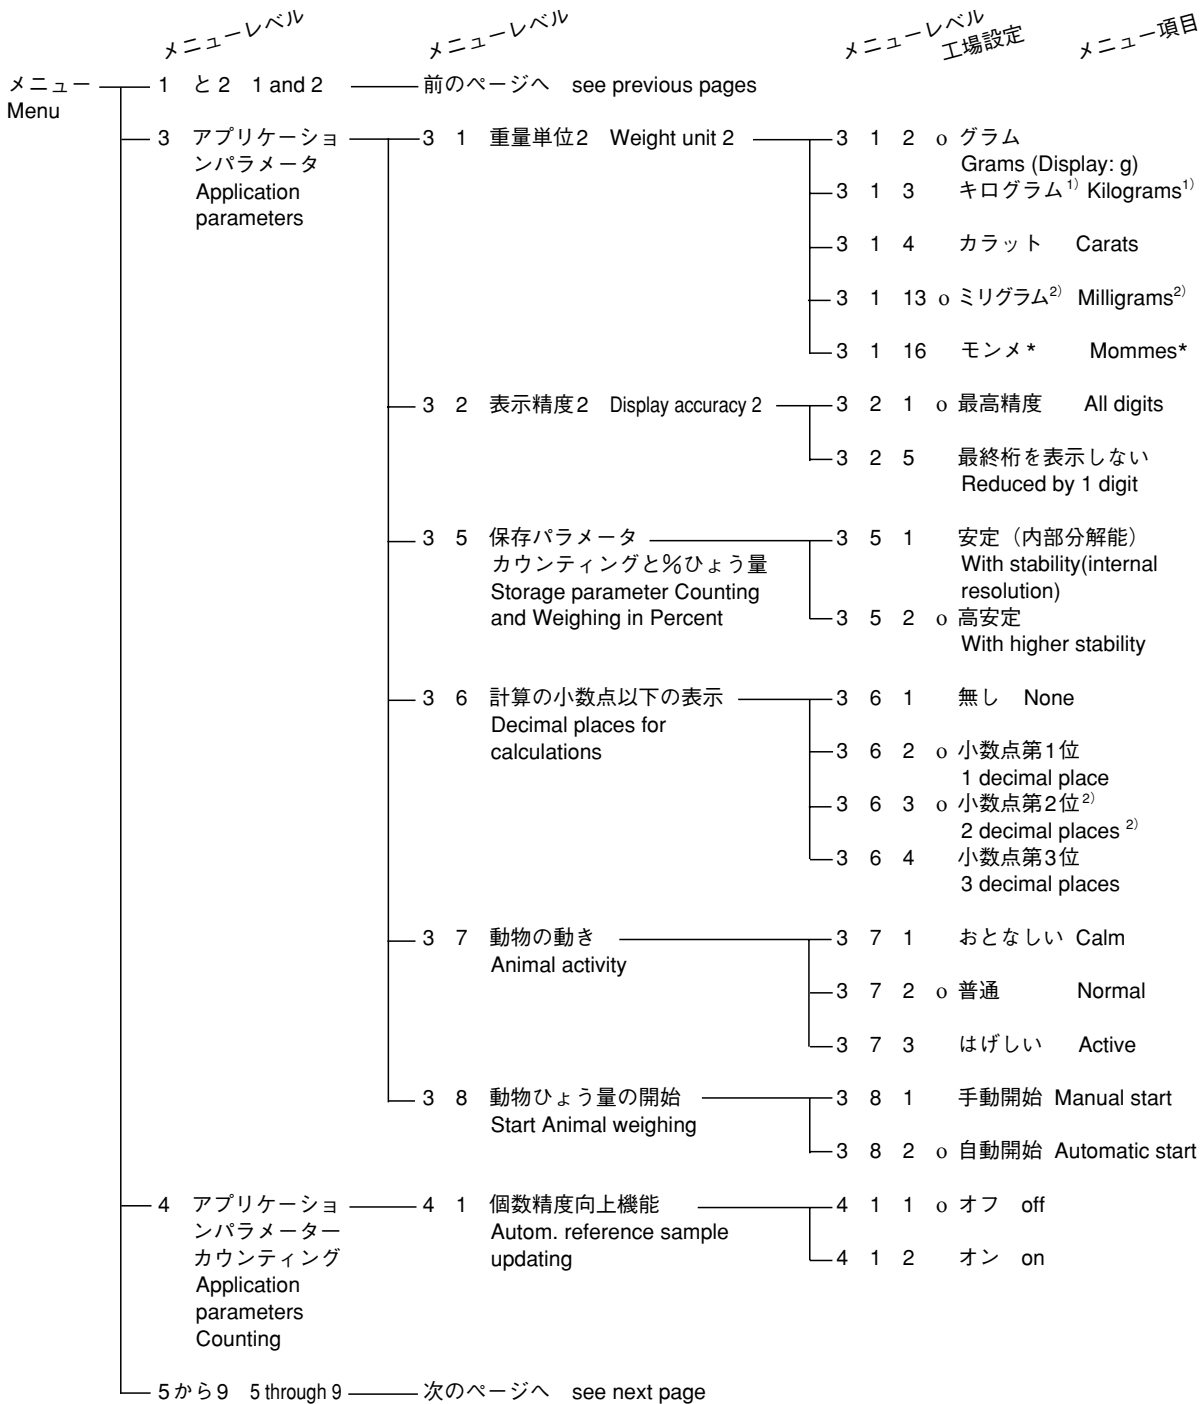 メニューレベル メニューレベル メニューレベル 工場設定 メニュー項目
メニュー 1 と 2 1 and 2 前のページへ see previous pages
Menu
3 アプリケーショ 3 1 重量単位2 Weight unit 2 3 1 2 o グラム
ンパラメータ Grams (Display: g)
Application 3 1 3 キログラム1) Kilograms1)
parameters
3 1 4 カラット Carats
3 1 13 o ミリグラム2) Milligrams2)
3 1 16 モンメ* Mommes*
3 2 表示精度2 Display accuracy 2 3 2 1 o 最高精度 All digits
3 2 5 最終桁を表示しない
Reduced by 1 digit
3 5 保存パラメータ 3 5 1 安定（内部分解能）
カウンティングと％ひょう量 With stability(internal
Storage parameter Counting resolution)
and Weighing in Percent 3 5 2 o 高安定
With higher stability
3 6 計算の小数点以下の表示 3 6 1 無し None
Decimal places for
calculations 3 6 2 o 小数点第1位
1 decimal place
3 6 3 o 小数点第2位2)
2 decimal places 2)
3 6 4 小数点第3位
3 decimal places
3 7 動物の動き 3 7 1 おとなしい Calm
Animal activity
3 7 2 o 普通 Normal
3 7 3 はげしい Active
3 8 動物ひょう量の開始 3 8 1 手動開始 Manual start
Start Animal weighing
3 8 2 o 自動開始 Automatic start
4 アプリケーショ 4 1 個数精度向上機能 4 1 1 o オフ off
ンパラメーター Autom. reference sample
カウンティング updating 4 1 2 オン on
Application
parameters
Counting
5から9 5 through 9 次のページへ see next page